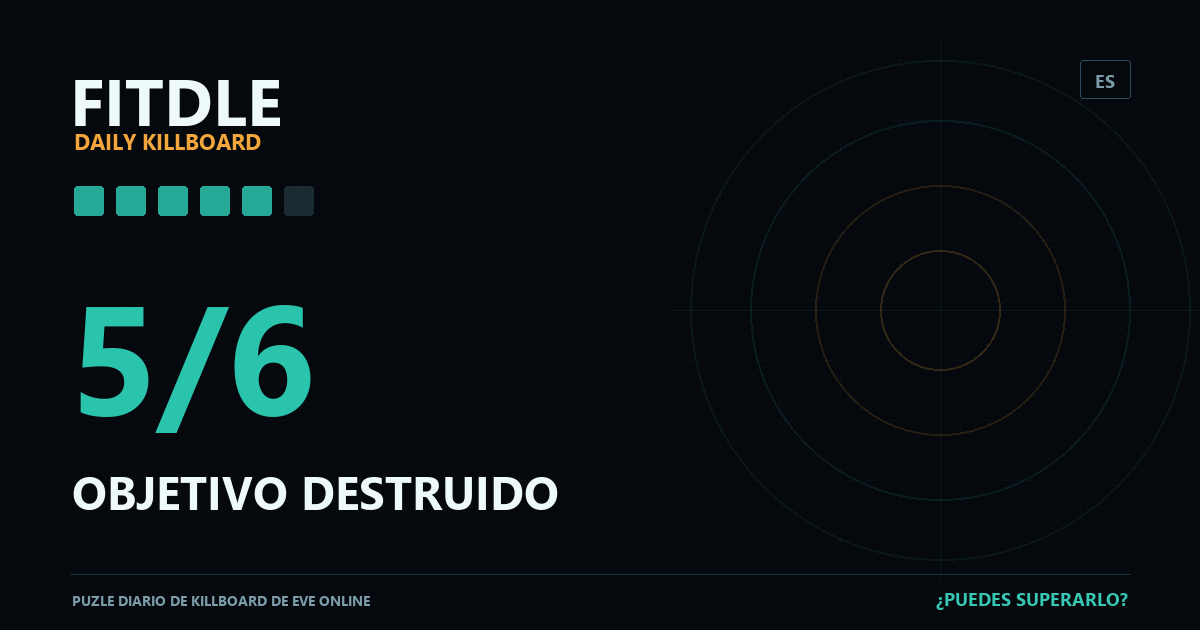 FITDLE
ES
DAILY KILLBOARD
5/6
OBJETIVO DESTRUIDO
PUZLE DIARIO DE KILLBOARD DE EVE ONLINE
¿PUEDES SUPERARLO?